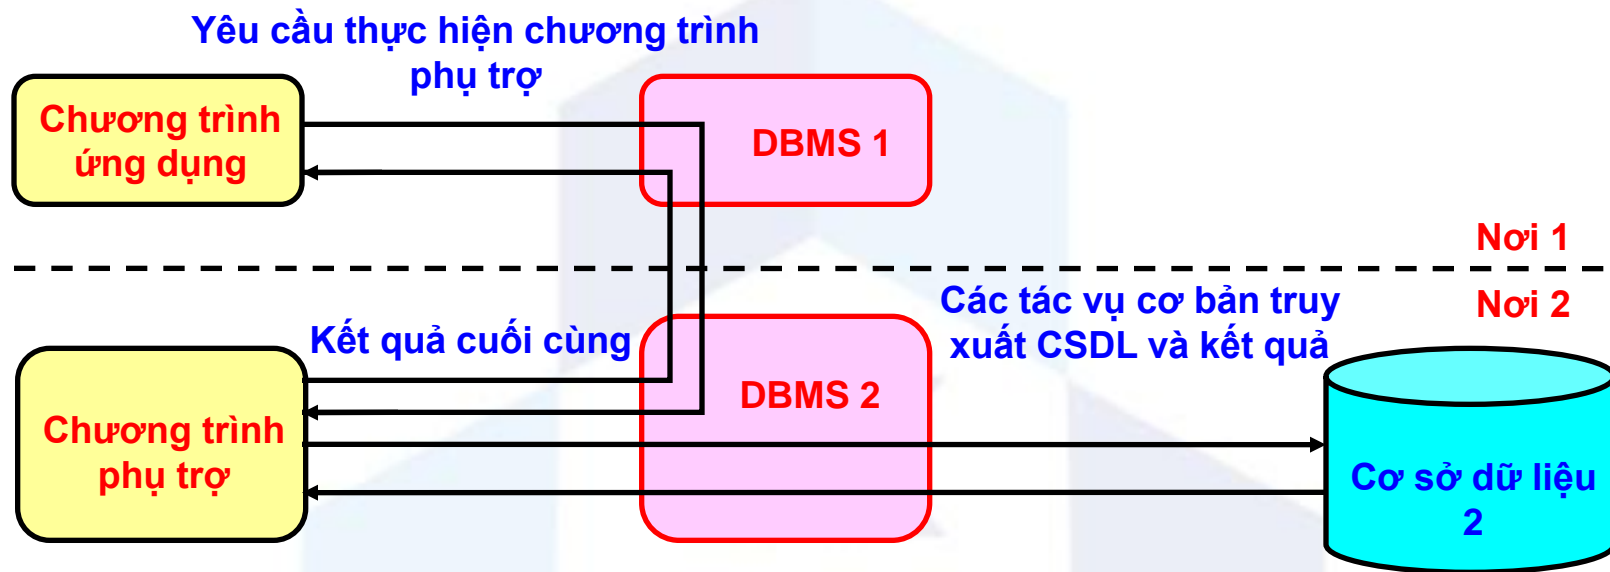 Yêu cầu thực hiện chương trình
phụ trợ
Chương trình
ứng dụng
DBMS 1
Nơi 1
Nơi 2
Các tác vụ cơ bản truy
xuất CSDL và kết quả
Kết quả cuối cùng
DBMS 2
Chương trình
phụ trợ
Cơ sở dữ liệu
2